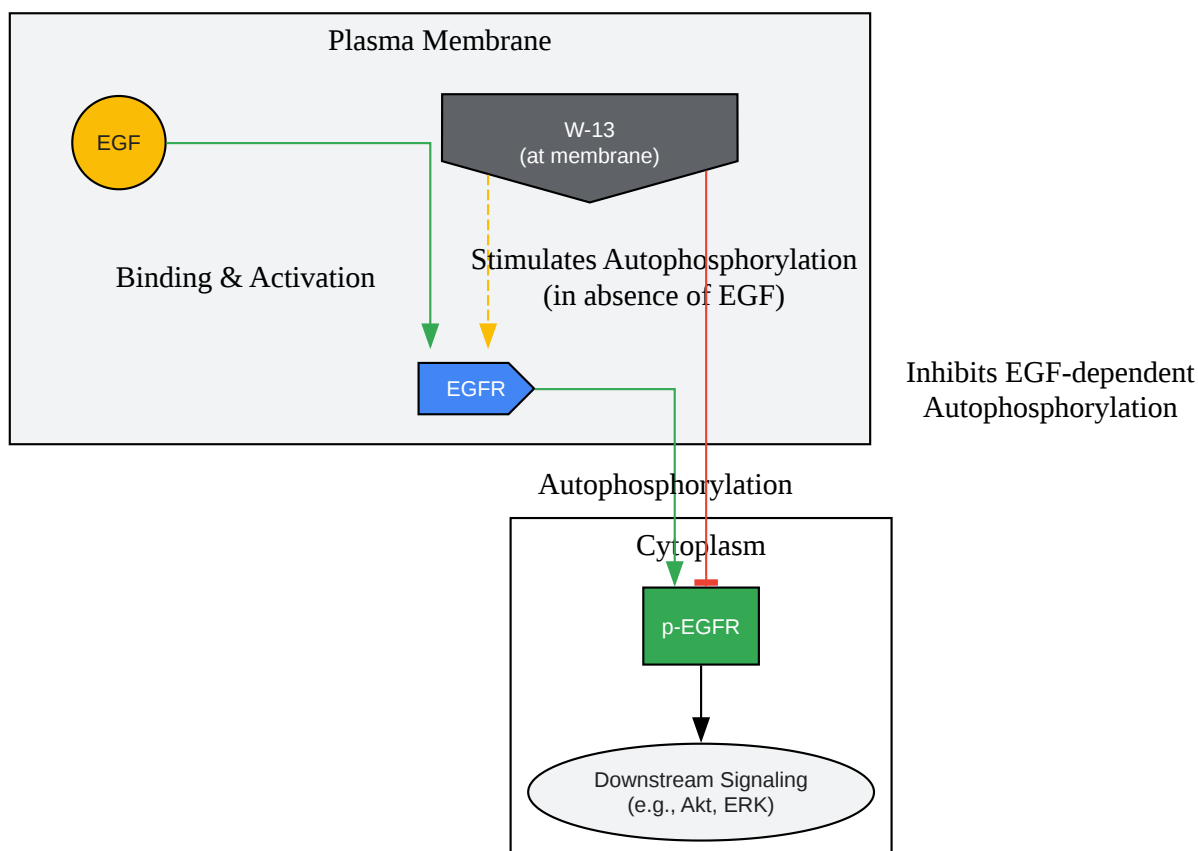 Plasma Membrane
EGF
W-13
(at membrane)
Binding & Activation
Stimulates Autophosphorylation
(in absence of EGF)
EGFR
Inhibits EGF-dependent
Autophosphorylation
Autophosphorylation
Cytoplasm
p-EGFR
Downstream Signaling
(e.g., Akt, ERK)